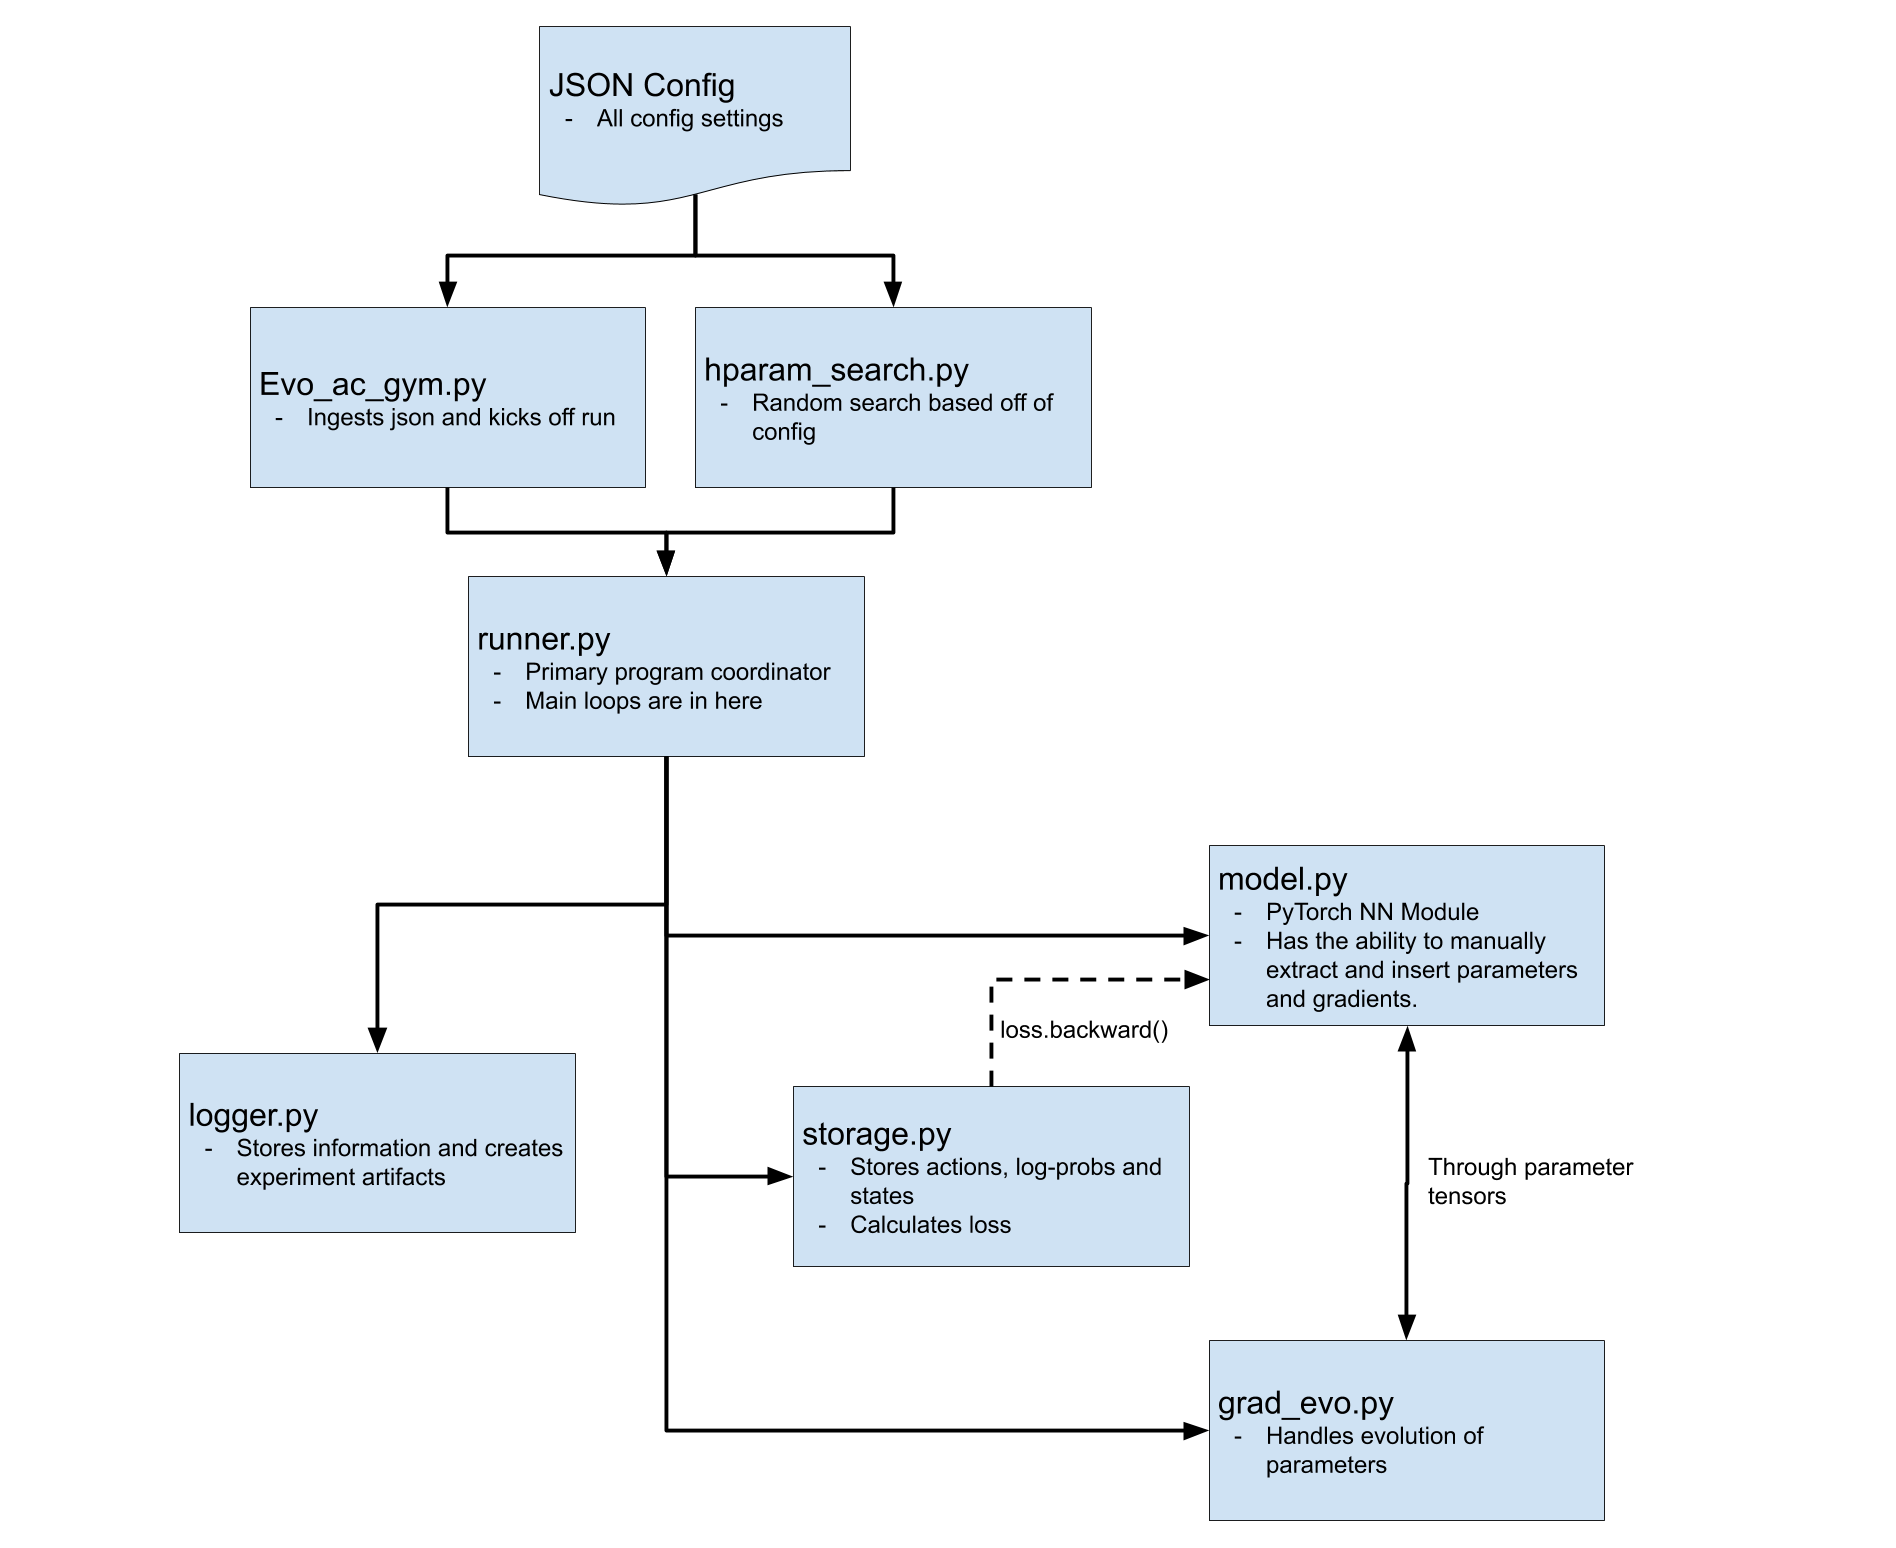 JSON Config
- All config settings
Evo_ac_gym.py
- Ingests json and kicks off run
hparam_search.py
- Random search based off of
config
runner.py
- Primary program coordinator
- Main loops are in here
model.py
- PyTorch NN Module
- Has the ability to manually
extract and insert parameters
and gradients.
loss.backward()
logger.py
- Stores information and creates
experiment artifacts
storage.py
- Stores actions, log-probs and
states
- Calculates loss
Through parameter
tensors
grad_evo.py
- Handles evolution of
parameters